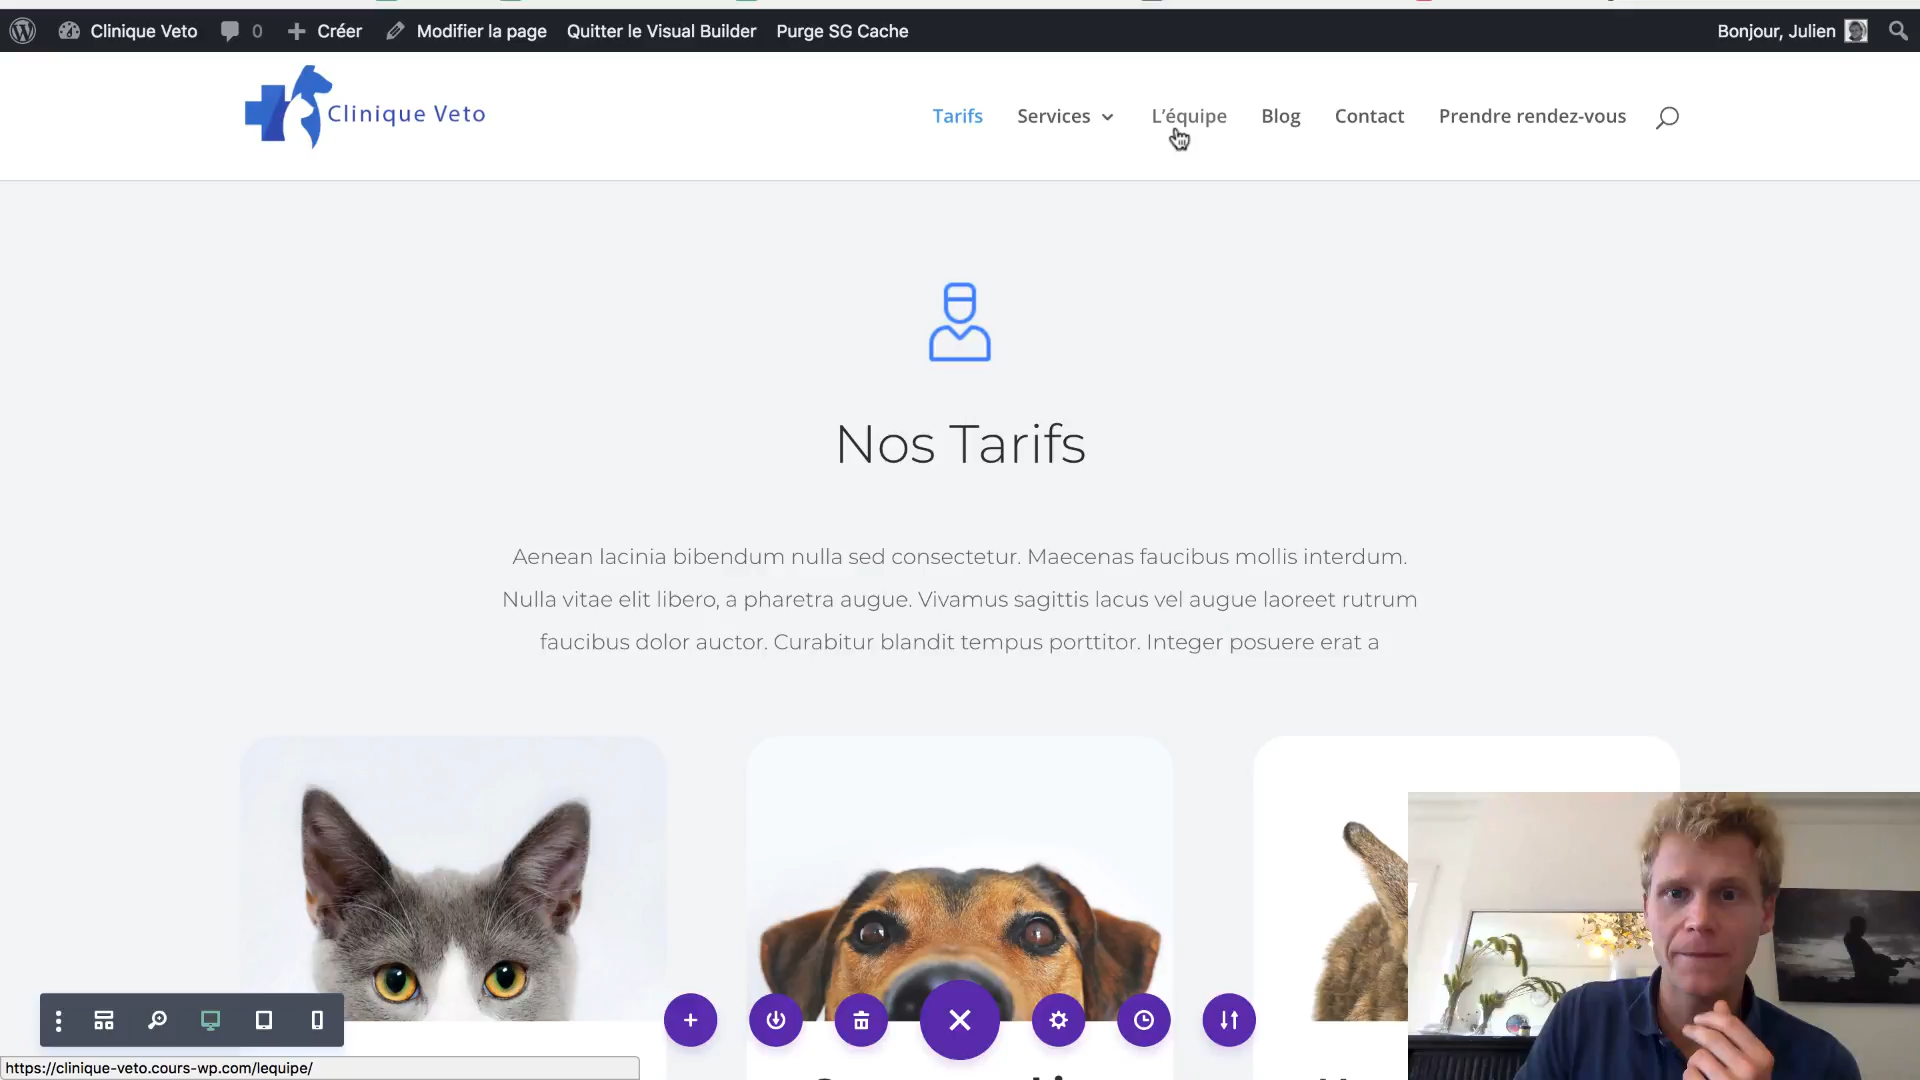 Clinique Veto 0 Créer Modifier la page Quitter le Visual Builder Purge SG Cache Bonjour, Julien
Clinique Veto
Tarifs Services L'équipe Blog Contact Prendre rendez-vous
Nos Tarifs
Aenean lacinia bibendum nulla sed consectetur. Maecenas faucibus mollis interdum.
Nulla vitae elit libero, a pharetra augue. Vivamus sagittis lacus vel augue laoreet rutrum
faucibus dolor auctor. Curabitur blandit tempus porttitor. Integer posuere erat a
https://clinique-veto.cours-wp.com/lequipe/